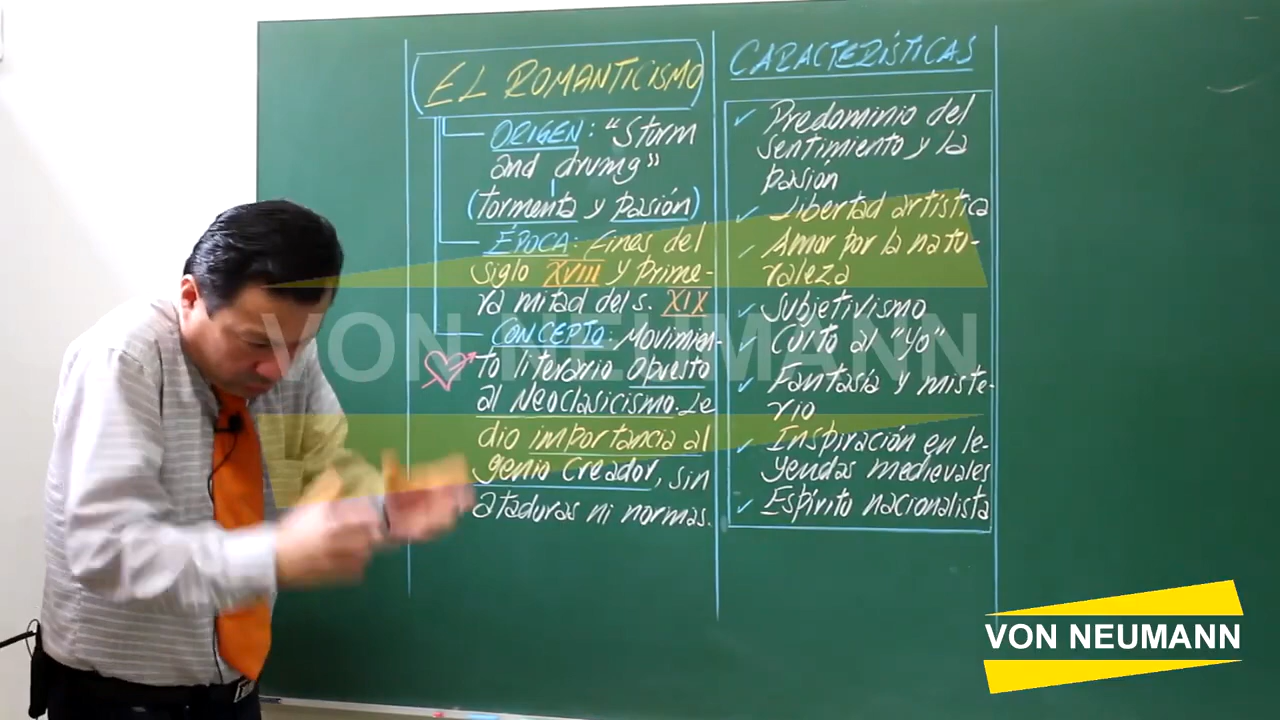 EL ROMANTICISMO
ORIGEN: "Sturm
and drumg"
(tormenta y pasión)
ÉPOCA: Fines del
siglo XVIII y prime-
ra mitad del s. XIX
CONCEPTO: Movimien-
to literario opuesto
al Neoclasicismo. Le
dio importancia al
genio creador, sin
ataduras ni normas.
CARACTERÍSTICAS
✓ Predominio del
sentimiento y la
pasión
✓ Libertad artística
✓ Amor por la natu-
raleza
✓ Subjetivismo
✓ Culto al "Yo"
✓ Fantasía y miste-
rio
✓ Inspiración en le-
yendas medievales
✓ Espíritu nacionalista
VON NEUMANN
VON NEUMANN